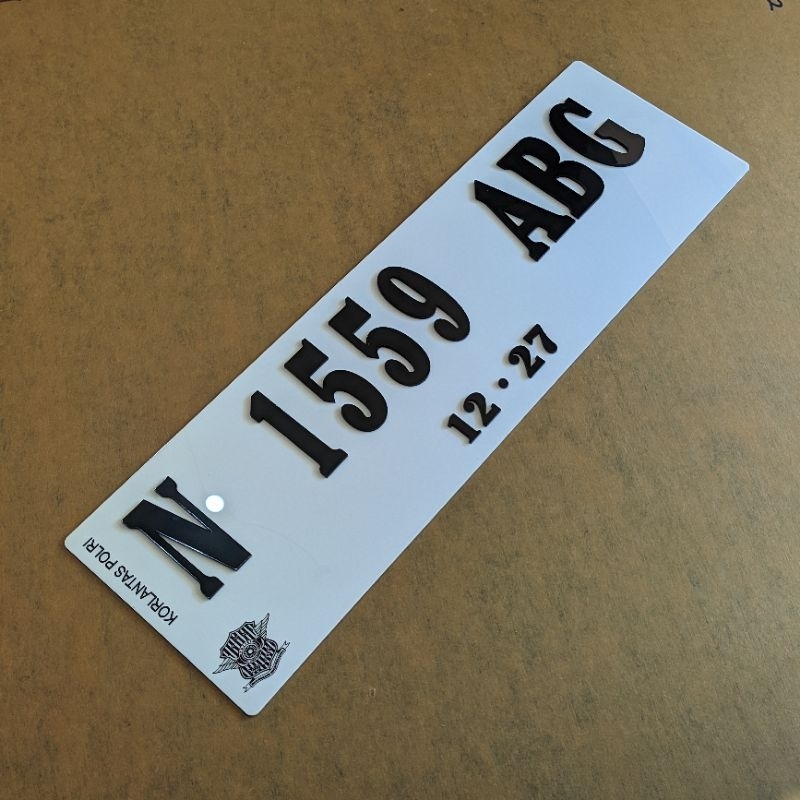 N 1559 ABG
12 • 27
KORLANTAS POLRI